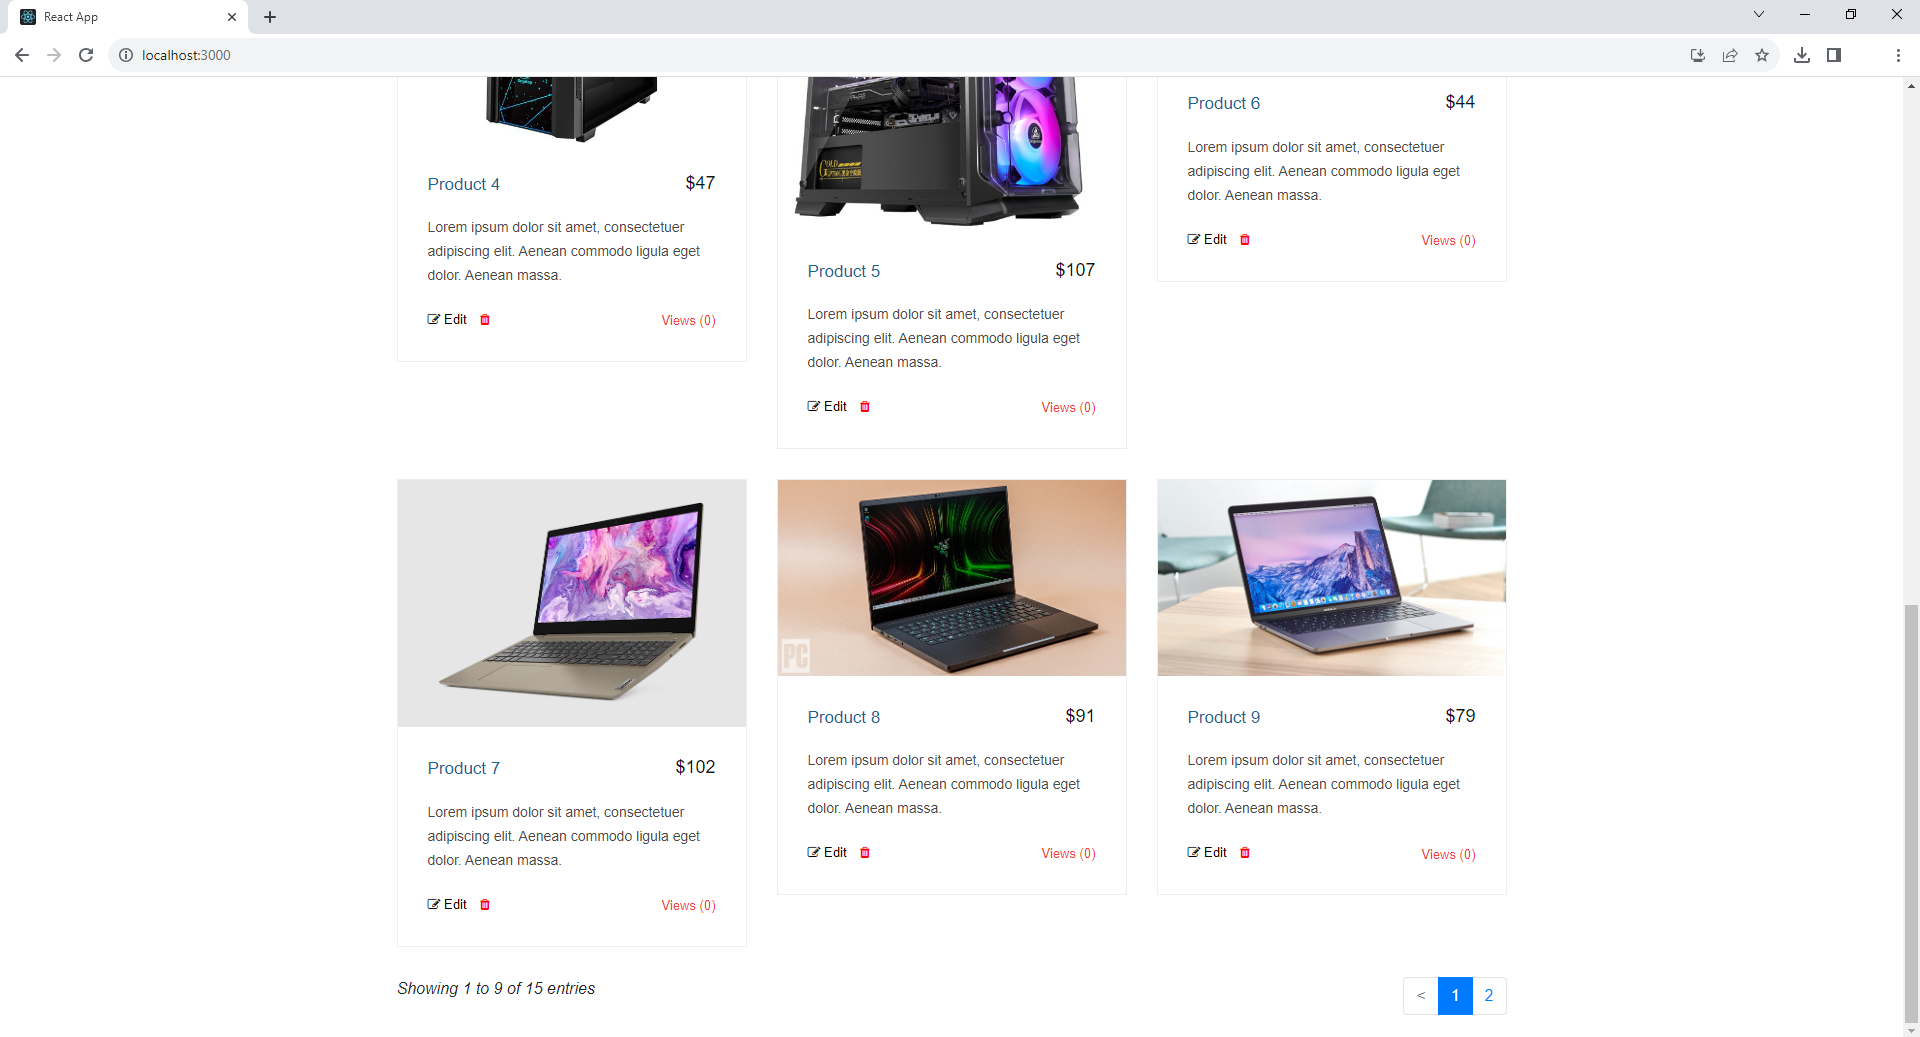 React App
localhost:3000
Product 4 $47
Lorem ipsum dolor sit amet, consectetuer
adipiscing elit. Aenean commodo ligula eget
dolor. Aenean massa.
Edit Views (0)
GOLD
Product 5 $107
Lorem ipsum dolor sit amet, consectetuer
adipiscing elit. Aenean commodo ligula eget
dolor. Aenean massa.
Edit Views (0)
Product 6 $44
Lorem ipsum dolor sit amet, consectetuer
adipiscing elit. Aenean commodo ligula eget
dolor. Aenean massa.
Edit Views (0)
Product 7 $102
Lorem ipsum dolor sit amet, consectetuer
adipiscing elit. Aenean commodo ligula eget
dolor. Aenean massa.
Edit Views (0)
PC
Product 8 $91
Lorem ipsum dolor sit amet, consectetuer
adipiscing elit. Aenean commodo ligula eget
dolor. Aenean massa.
Edit Views (0)
Product 9 $79
Lorem ipsum dolor sit amet, consectetuer
adipiscing elit. Aenean commodo ligula eget
dolor. Aenean massa.
Edit Views (0)
Showing 1 to 9 of 15 entries
< 1 2